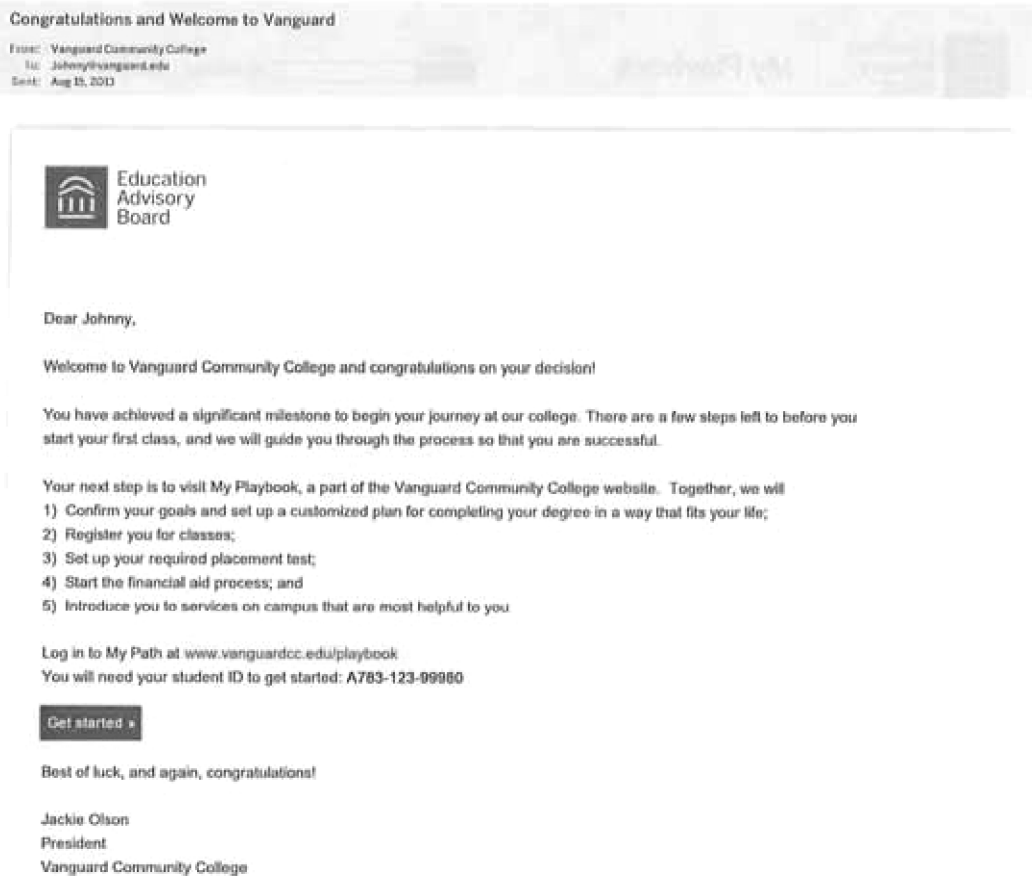 Congratulations and Welcome to Vanguard
From: Vanguard Community College
To: Johnny@vanguard.edu
Sent: Aug 15, 2013
My Playbook
Education
Advisory
Board
Dear Johnny,
Welcome to Vanguard Community College and congratulations on your decision!
You have achieved a significant milestone to begin your journey at our college. There are a few steps left to before you
start your first class, and we will guide you through the process so that you are successful.
Your next step is to visit My Playbook, a part of the Vanguard Community College website. Together, we will
1) Confirm your goals and set up a customized plan for completing your degree in a way that fits your life;
2) Register you for classes;
3) Set up your required placement test;
4) Start the financial aid process; and
5) Introduce you to services on campus that are most helpful to you
Log in to My Path at www.vanguardcc.edu/playbook
You will need your student ID to get started: A783-123-99980
Get started »
Best of luck, and again, congratulations!
Jackie Olson
President
Vanguard Community College